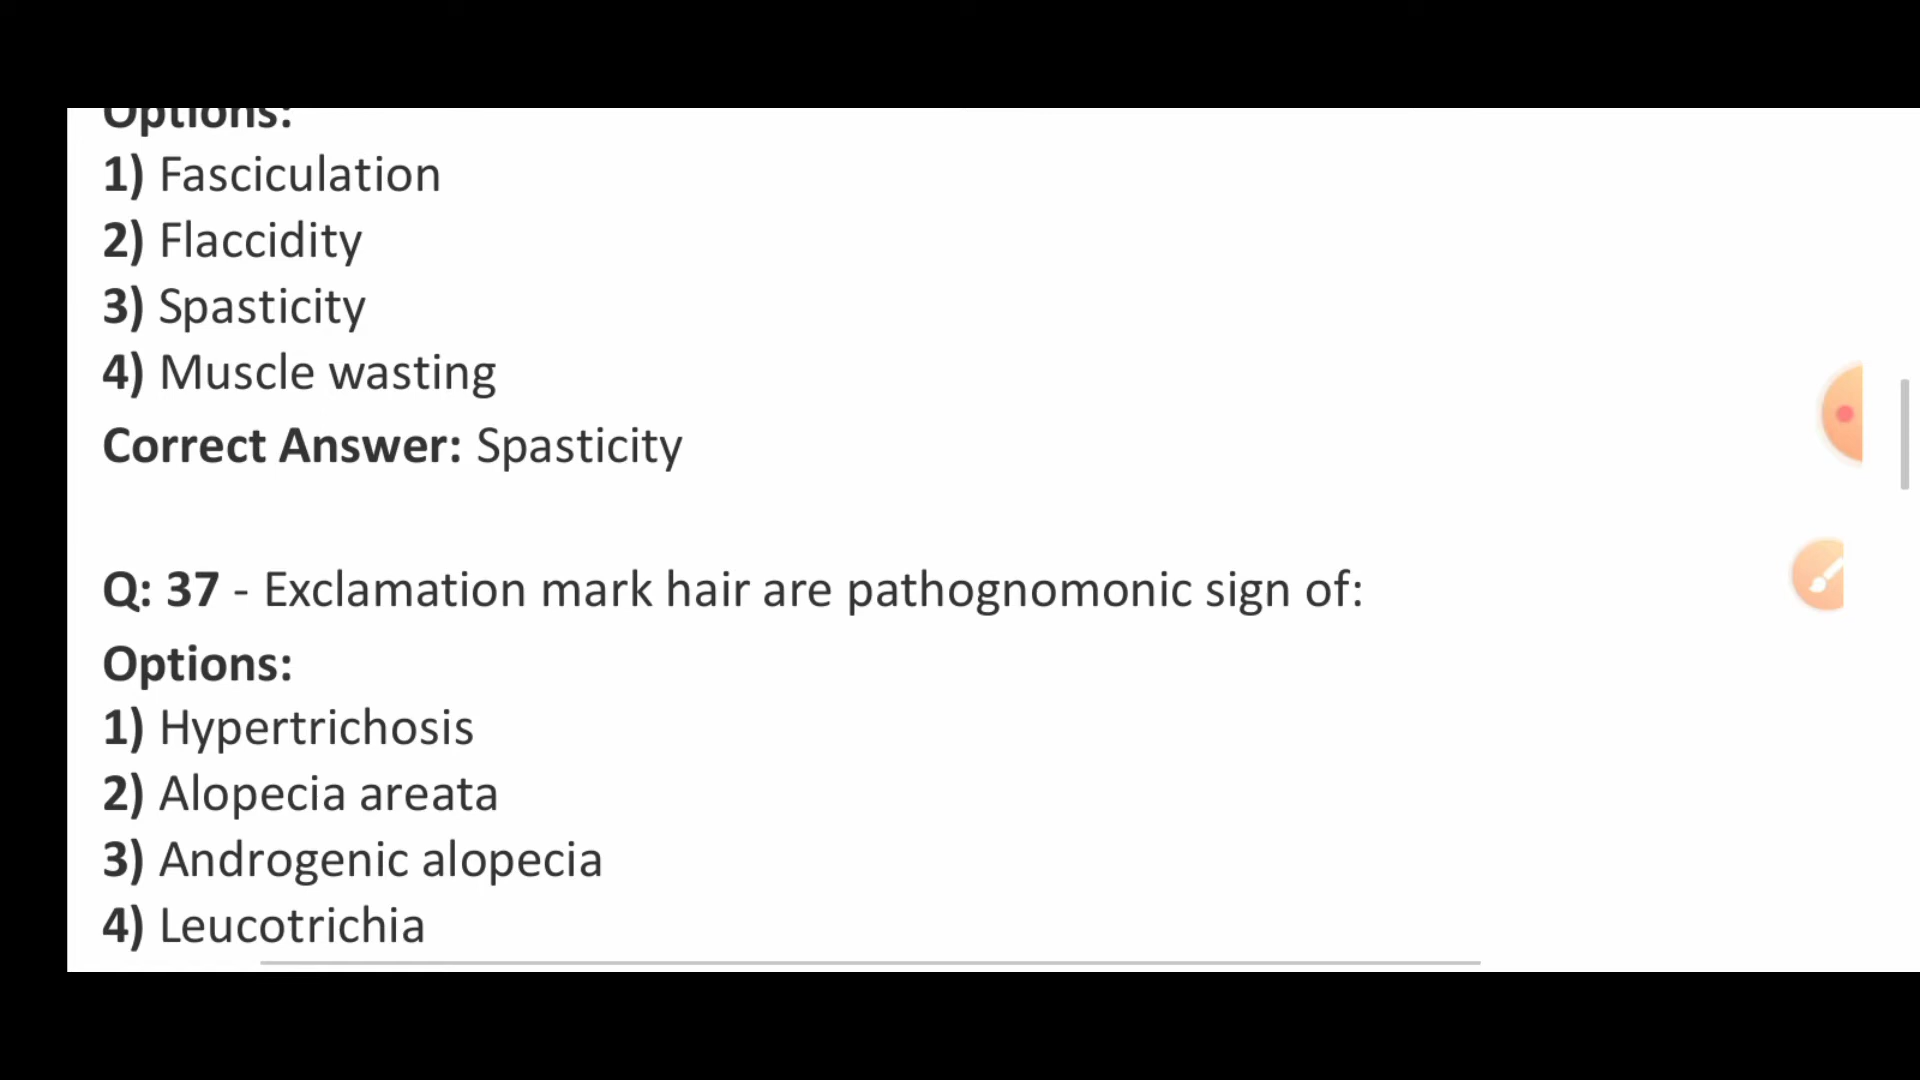 Options:
1) Fasciculation
2) Flaccidity
3) Spasticity
4) Muscle wasting
Correct Answer: Spasticity
Q: 37 - Exclamation mark hair are pathognomonic sign of:
Options:
1) Hypertrichosis
2) Alopecia areata
3) Androgenic alopecia
4) Leucotrichia